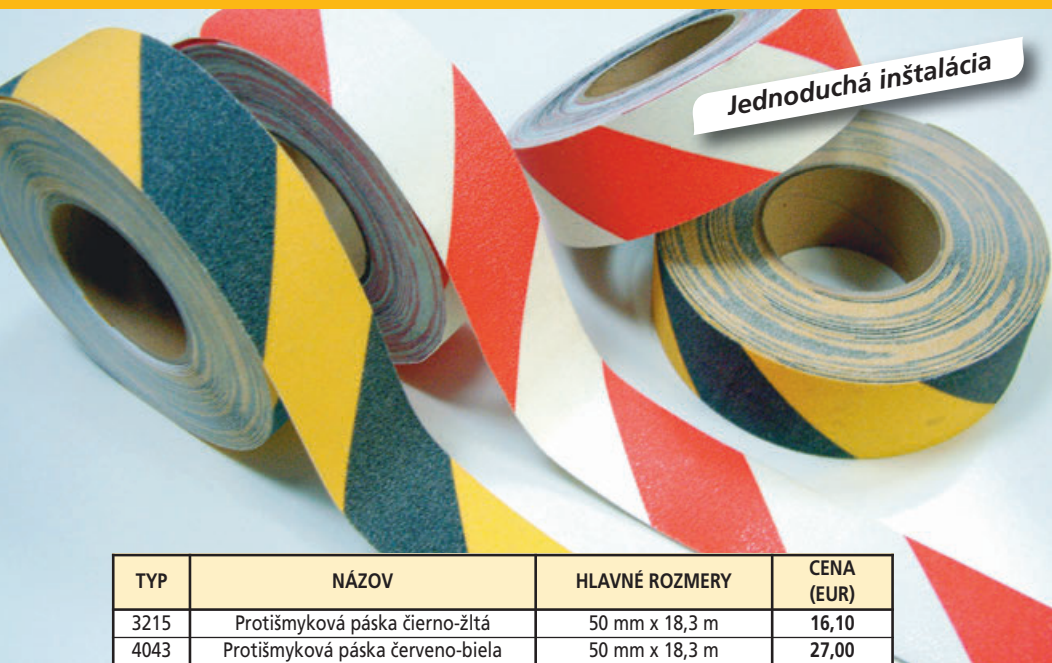 Jednoduchá inštalácia
TYP NÁZOV HLAVNÉ ROZMERY CENA (EUR)
3215 Protišmyková páska čierno-žltá 50 mm x 18,3 m 16,10
4043 Protišmyková páska červeno-biela 50 mm x 18,3 m 27,00